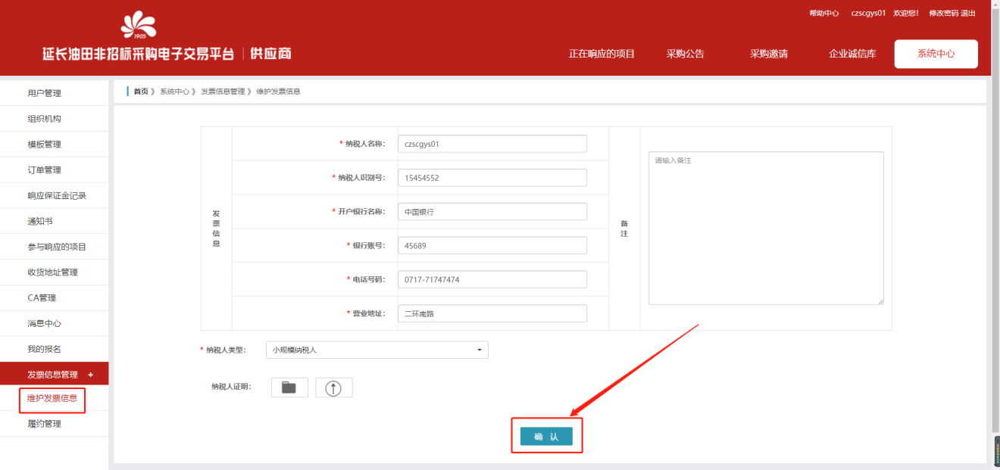 帮助中心 czscgys01 欢迎您! 修改密码 退出
1905
延长油田非招标采购电子交易平台 | 供应商
正在响应的项目 采购公告 采购邀请 企业诚信库 系统中心
首页 》 系统中心 》 发票信息管理 》 维护发票信息
用户管理
组织机构
模板管理
订单管理
响应保证金记录
通知书
参与响应的项目
收货地址管理
CA管理
消息中心
我的报名
发票信息管理 +
维护发票信息
履约管理
发票信息
* 纳税人名称: czscgys01
* 纳税人识别号: 15454552
* 开户银行名称: 中国银行
* 银行账号: 45689
* 电话号码: 0717-71747474
* 营业地址: 二环南路
备注
请输入备注
* 纳税人类型: 小规模纳税人
纳税人证明:
确 认